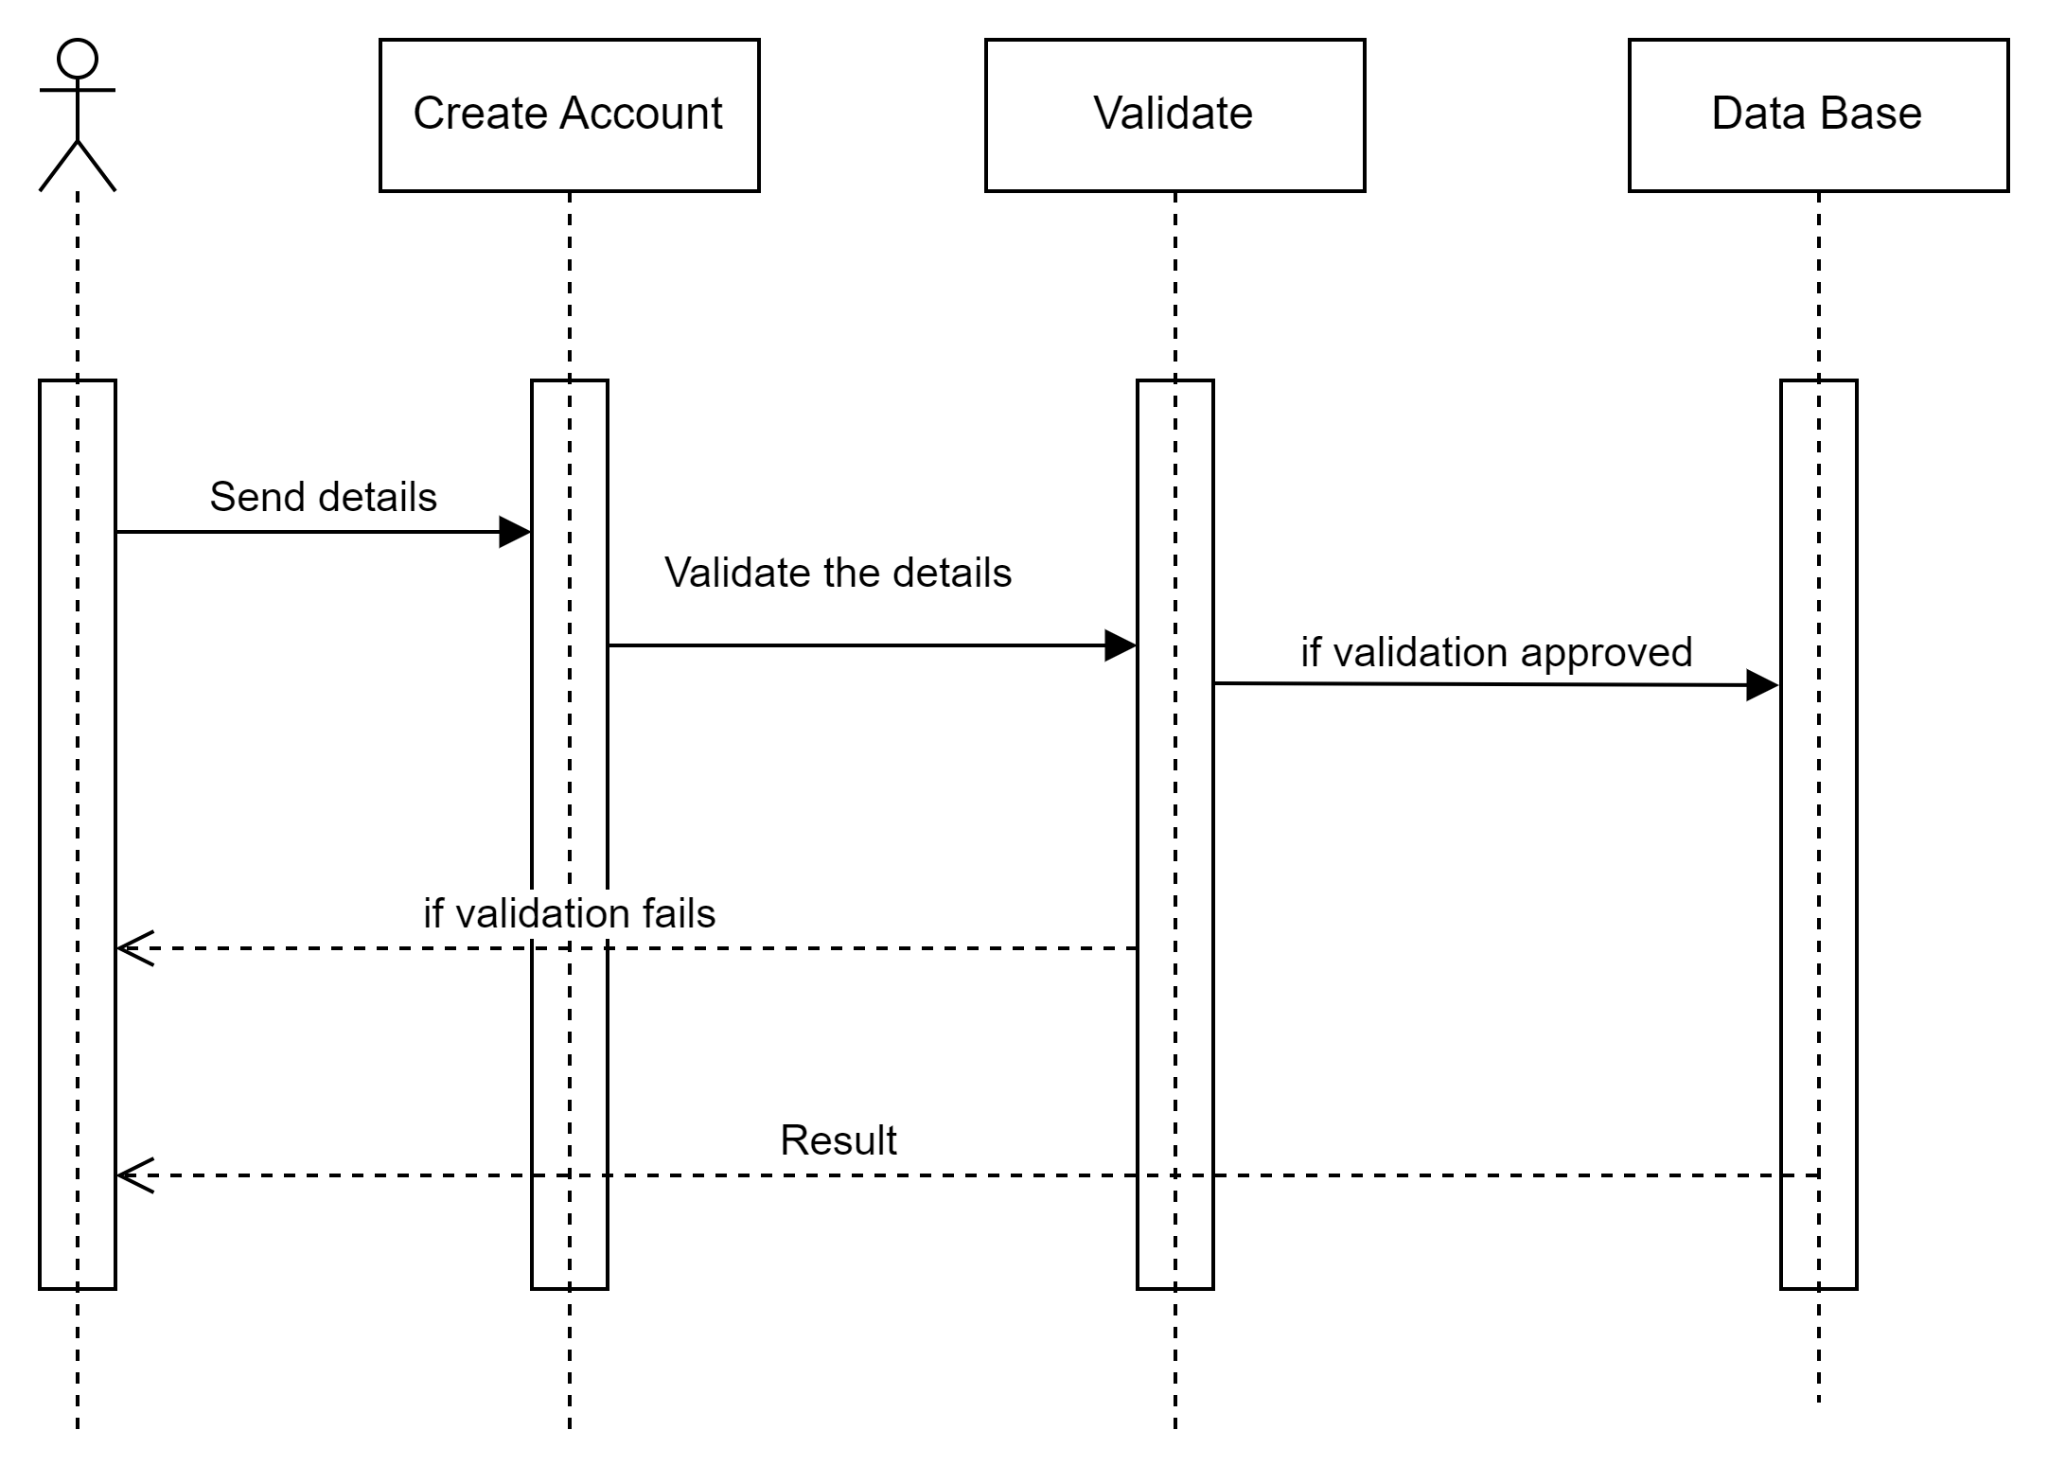 Create Account
Validate
Data Base
Send details
Validate the details
if validation approved
if validation fails
Result